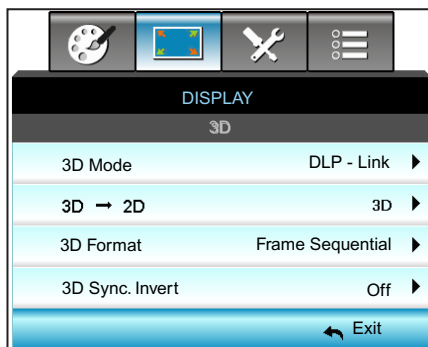 DISPLAY
3D
3D Mode DLP - Link
3D → 2D 3D
3D Format Frame Sequential
3D Sync. Invert Off
Exit